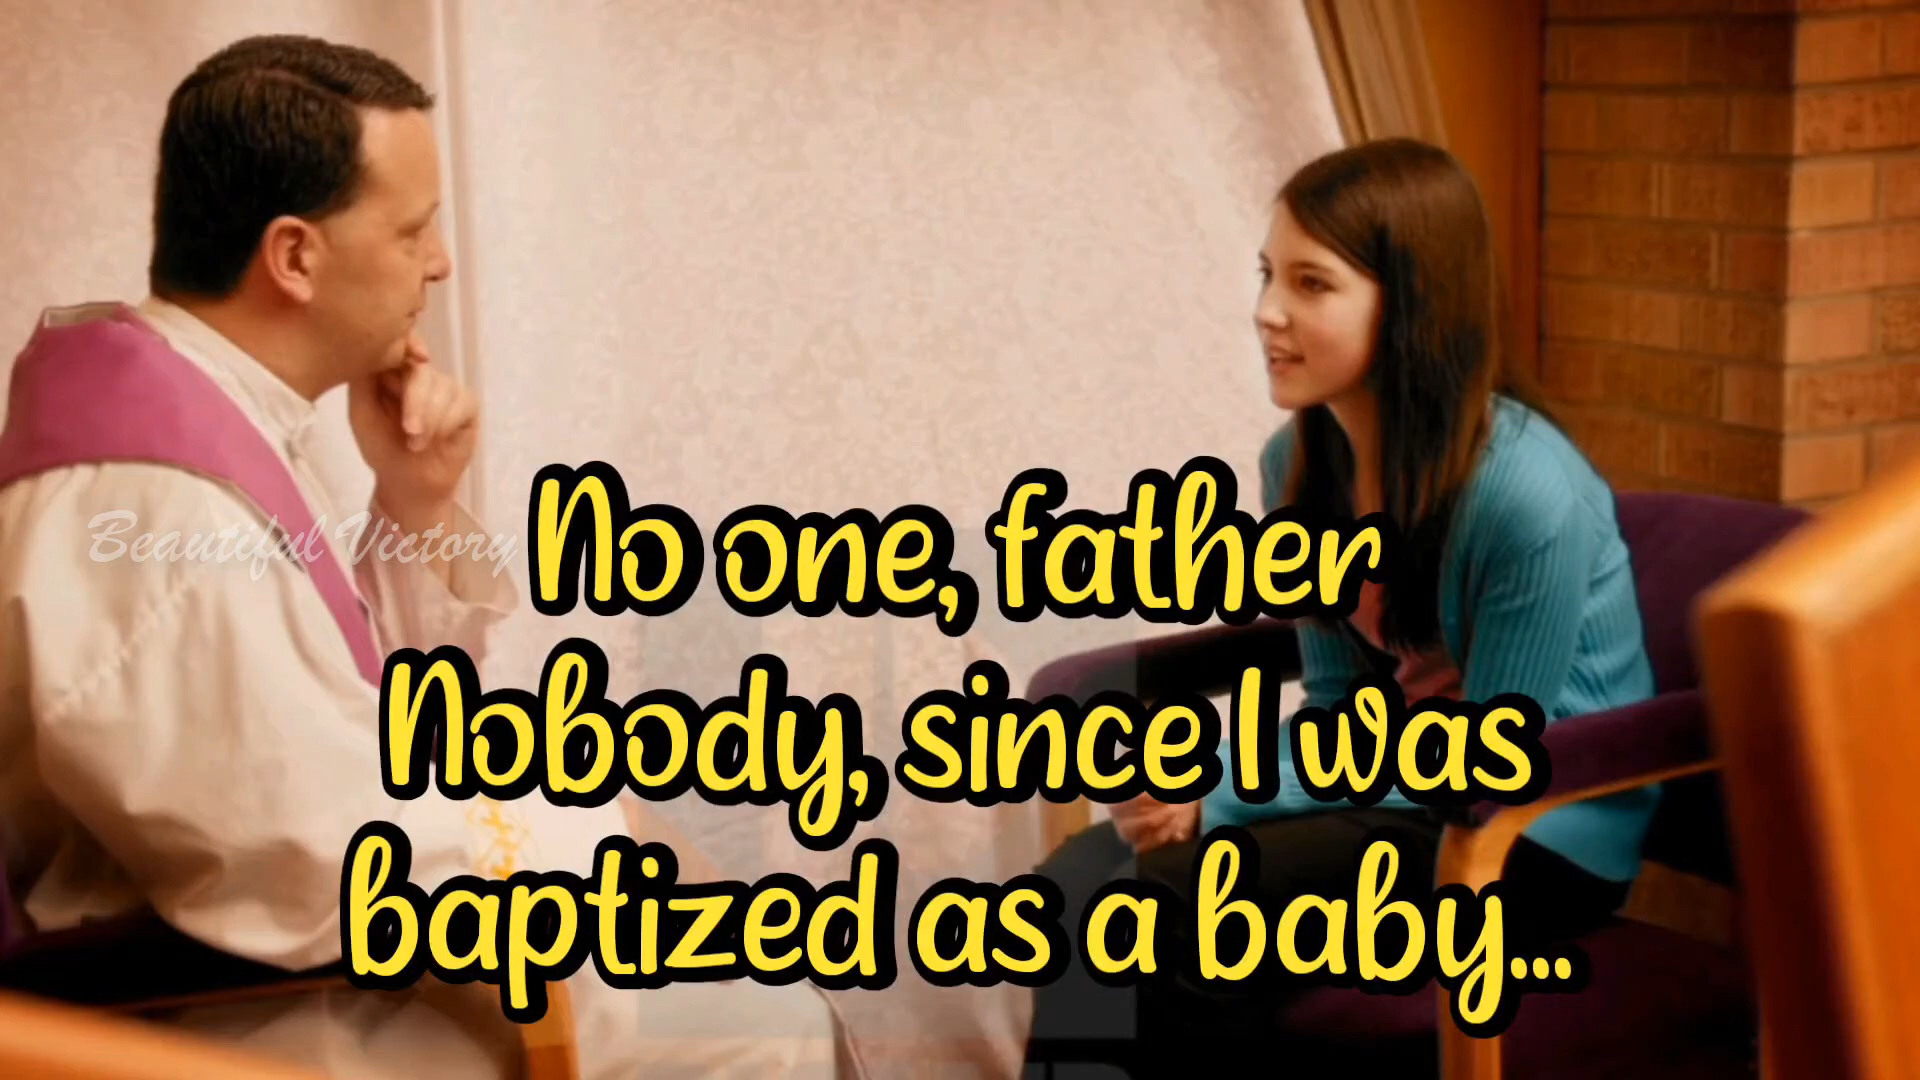 Beautiful Victory
No one, father
Nobody, since I was
baptized as a baby...